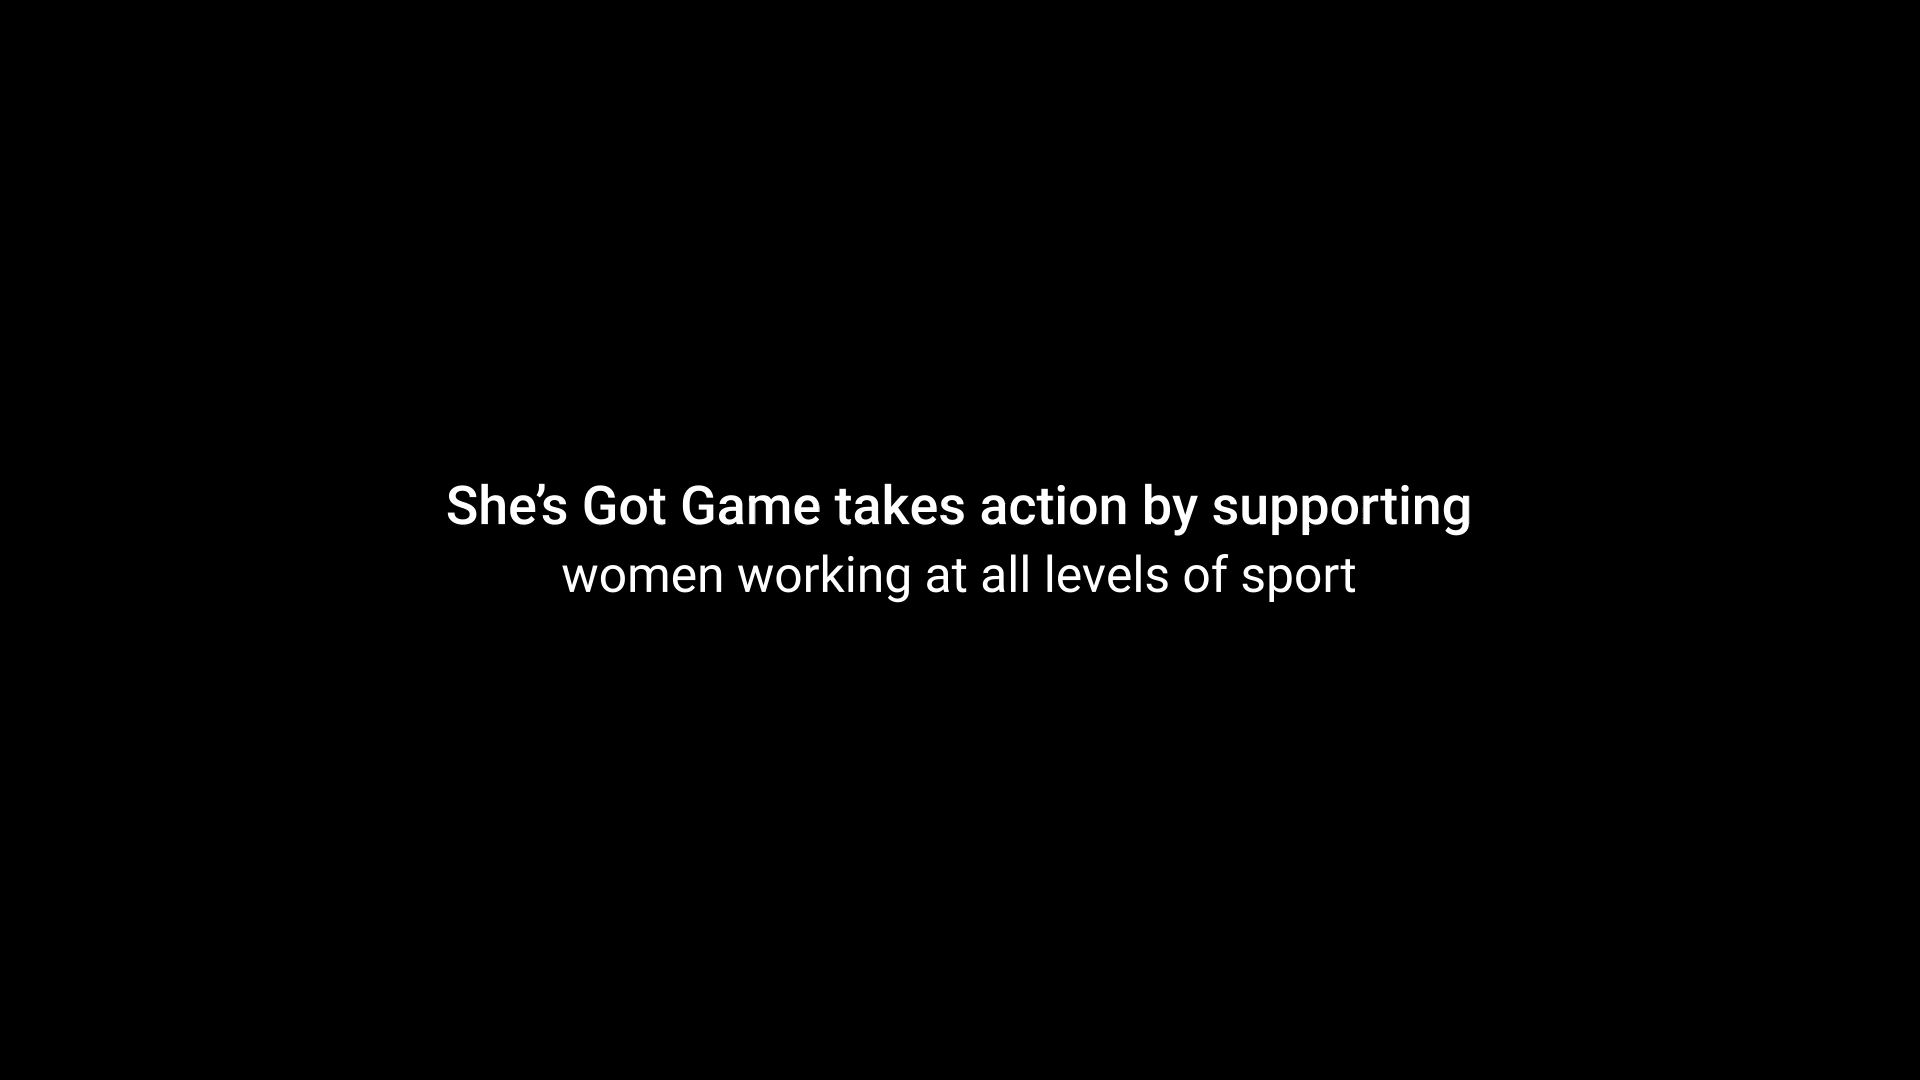 She’s Got Game takes action by supporting
women working at all levels of sport